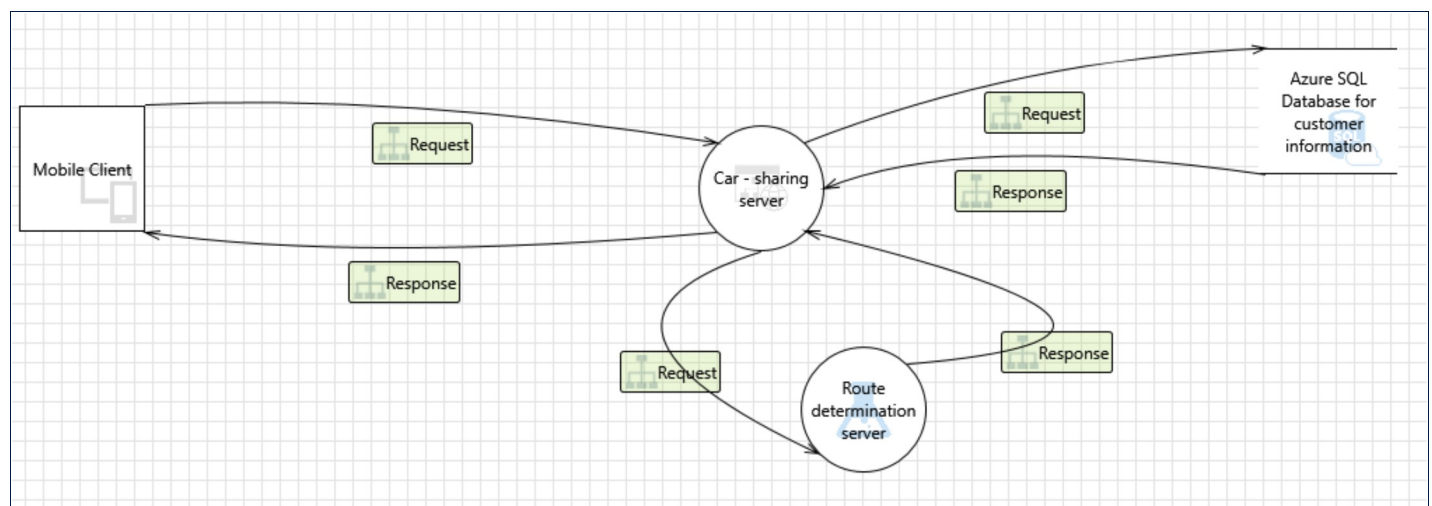 Mobile Client
Request
Response
Car - sharing
server
Request
Response
Azure SQL
Database for
customer
information
SQL
Request
Response
Route
determination
server